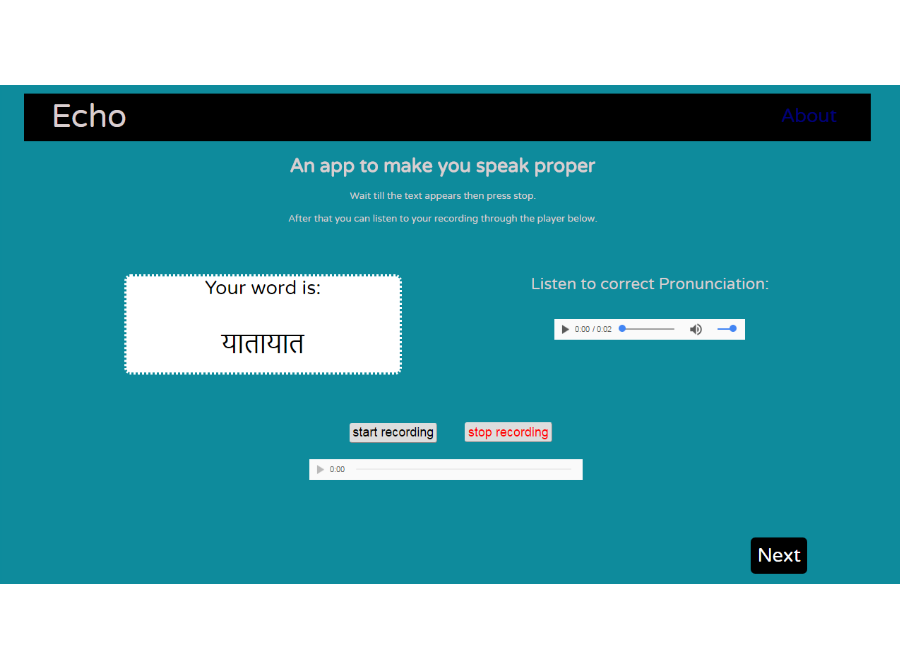 Echo
About
An app to make you speak proper
Wait till the text appears then press stop.
After that you can listen to your recording through the player below.
Your word is:
यातायात
Listen to correct Pronunciation:
0:00 / 0:02
start recording
stop recording
0:00
Next